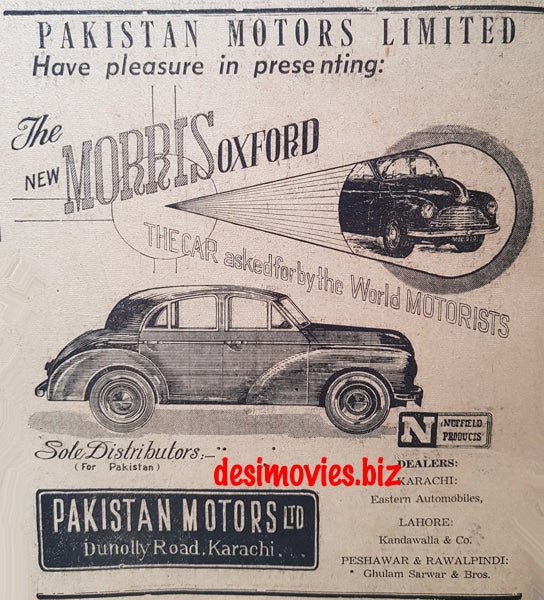 PAKISTAN MOTORS LIMITED
Have pleasure in presenting:
The
NEW MORRIS OXFORD
THE CAR asked for by the World MOTORISTS
N NUFFIELD
PRODUCTS
Sole Distributors:-
(For Pakistan)
desimovies.biz
PAKISTAN MOTORS LTD
Dunolly Road, Karachi.
DEALERS:
KARACHI:
Eastern Automobiles,
LAHORE:
Kandawalla & Co.
PESHAWAR & RAWALPINDI:
Ghulam Sarwar & Bros.